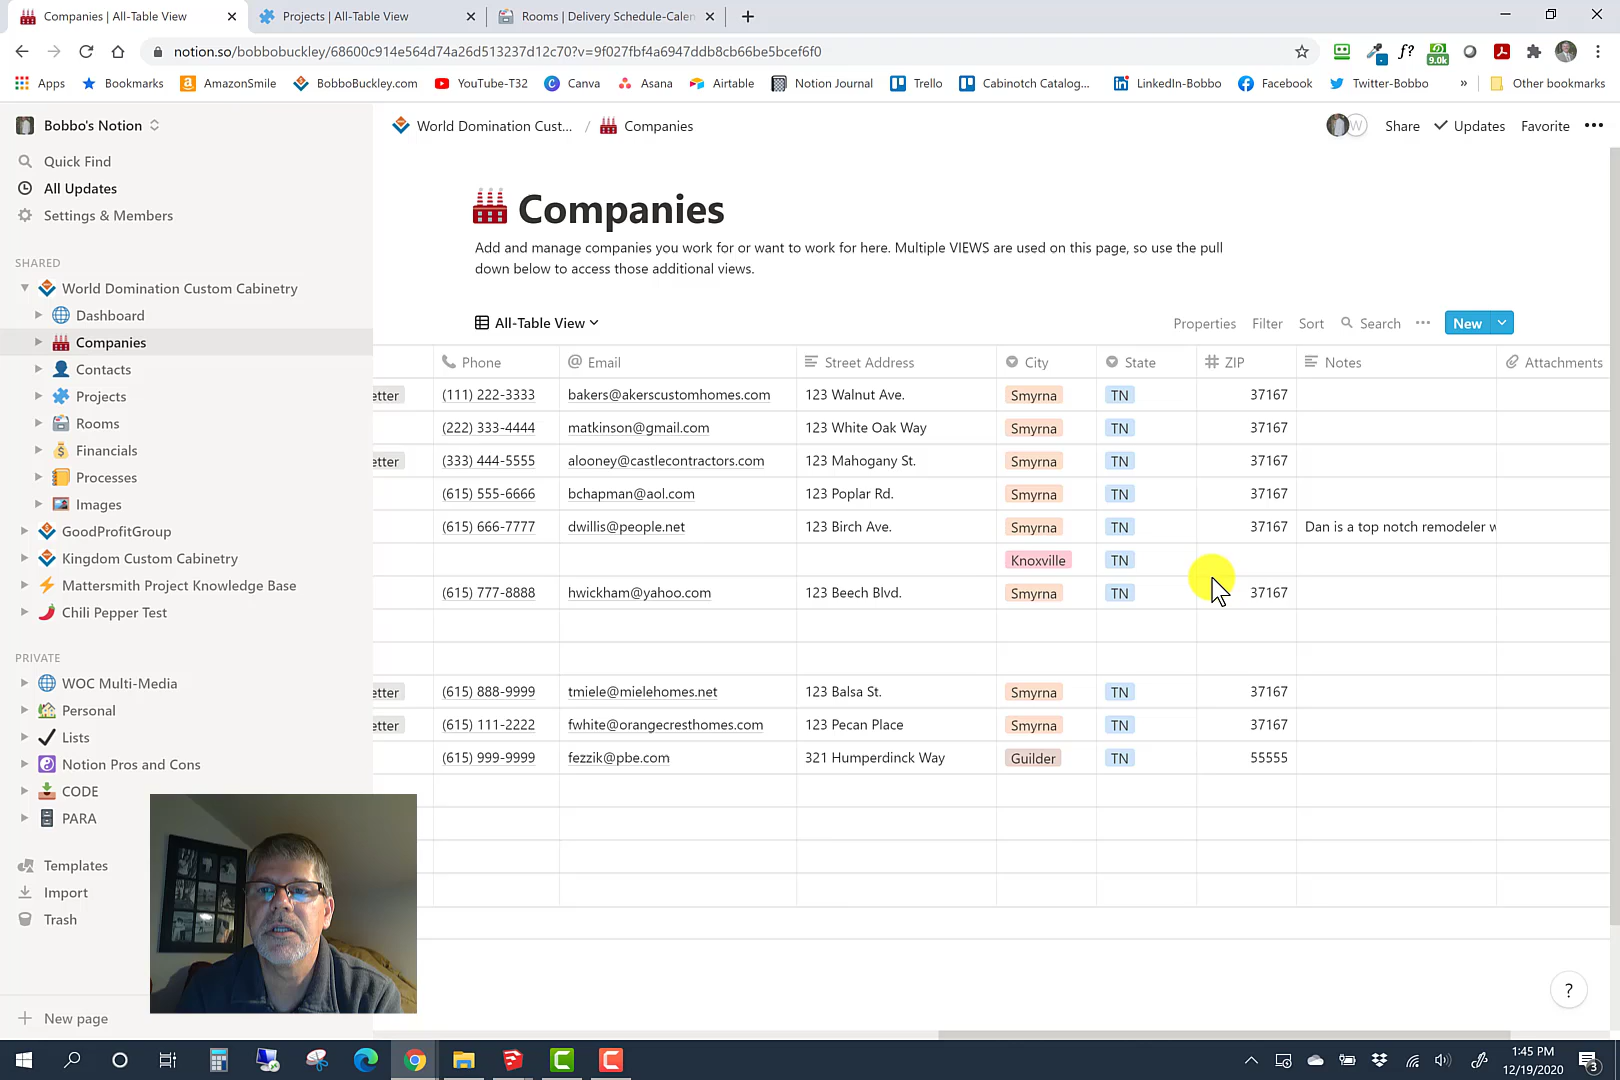 Companies | All-Table View
Projects | All-Table View
Rooms | Delivery Schedule-Calen
notion.so/bobbobuckley/68600c914e564d74a26d513237d12c70?v=9f027fbf4a6947ddb8cb66be5bcef6f0
f?
9.0k
Apps
Bookmarks
AmazonSmile
BobboBuckley.com
YouTube-T32
Canva
Asana
Airtable
Notion Journal
Trello
Cabinotch Catalog...
LinkedIn-Bobbo
Facebook
Twitter-Bobbo
»
Other bookmarks
Bobbo's Notion
Quick Find
All Updates
Settings & Members
SHARED
World Domination Custom Cabinetry
Dashboard
Companies
Contacts
Projects
Rooms
Financials
Processes
Images
GoodProfitGroup
Kingdom Custom Cabinetry
Mattersmith Project Knowledge Base
Chili Pepper Test
PRIVATE
WOC Multi-Media
Personal
Lists
Notion Pros and Cons
CODE
PARA
Templates
Import
Trash
New page
World Domination Cust... / Companies
W
Share
Updates
Favorite
Companies
Add and manage companies you work for or want to work for here. Multiple VIEWS are used on this page, so use the pull
down below to access those additional views.
All-Table View
Properties Filter Sort Search New
Phone Email Street Address City State ZIP Notes Attachments
etter (111) 222-3333 bakers@akerscustomhomes.com 123 Walnut Ave. Smyrna TN 37167
(222) 333-4444 matkinson@gmail.com 123 White Oak Way Smyrna TN 37167
etter (333) 444-5555 alooney@castlecontractors.com 123 Mahogany St. Smyrna TN 37167
(615) 555-6666 bchapman@aol.com 123 Poplar Rd. Smyrna TN 37167
(615) 666-7777 dwillis@people.net 123 Birch Ave. Smyrna TN 37167 Dan is a top notch remodeler w
Knoxville TN
(615) 777-8888 hwickham@yahoo.com 123 Beech Blvd. Smyrna TN 37167
etter (615) 888-9999 tmiele@mielehomes.net 123 Balsa St. Smyrna TN 37167
etter (615) 111-2222 fwhite@orangecresthomes.com 123 Pecan Place Smyrna TN 37167
(615) 999-9999 fezzik@pbe.com 321 Humperdinck Way Guilder TN 55555
?
1:45 PM
12/19/2020
3